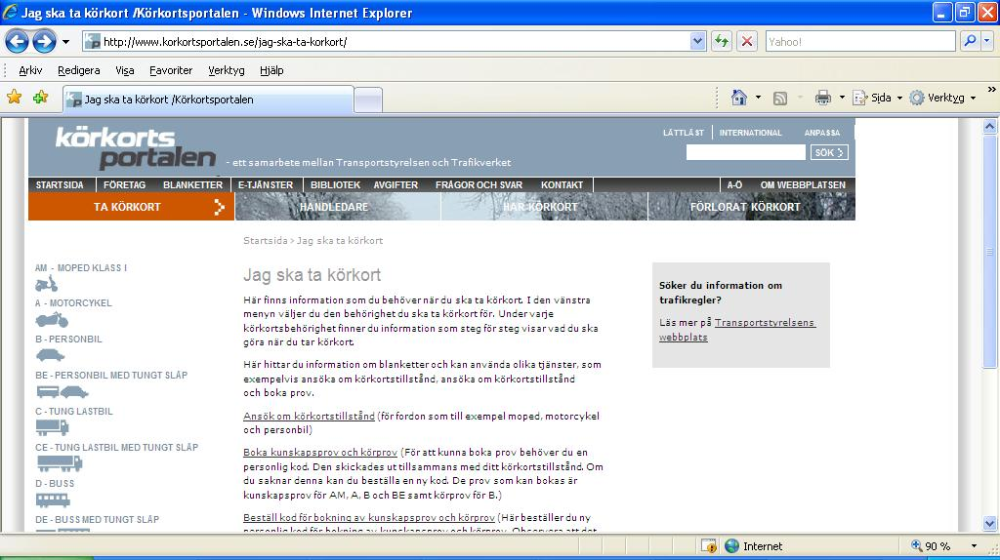 Jag ska ta körkort /Körkortsportalen - Windows Internet Explorer
http://www.korkortsportalen.se/jag-ska-ta-korkort/
Yahoo!
Arkiv Redigera Visa Favoriter Verktyg Hjälp
Jag ska ta körkort /Körkortsportalen
Sida Verktyg »
körkorts
portalen
- ett samarbete mellan Transportstyrelsen och Trafikverket
LÄTTLÄST INTERNATIONAL ANPASSA
SÖK
STARTSIDA FÖRETAG BLANKETTER E-TJÄNSTER BIBLIOTEK AVGIFTER FRÅGOR OCH SVAR KONTAKT A-Ö OM WEBBPLATSEN
TA KÖRKORT HANDLEDARE HAR KÖRKORT FÖRLORAT KÖRKORT
Startsida > Jag ska ta körkort
AM - MOPED KLASS I
A - MOTORCYKEL
B - PERSONBIL
BE - PERSONBIL MED TUNGT SLÄP
C - TUNG LASTBIL
CE - TUNG LASTBIL MED TUNGT SLÄP
D - BUSS
DE - BUSS MED TUNGT SLÄP
Jag ska ta körkort
Här finns information som du behöver när du ska ta körkort. I den vänstra
menyn väljer du den behörighet du ska ta körkort för. Under varje
körkortsbehörighet finner du information som steg för steg visar vad du ska
göra när du tar körkort.
Här hittar du information om blanketter och kan använda olika tjänster, som
exempelvis ansöka om körkortstillstånd, ansöka om körkortstillstånd
och boka prov.
Ansök om körkortstillstånd (för fordon som till exempel moped, motorcykel
och personbil)
Boka kunskapsprov och körprov (För att kunna boka prov behöver du en
personlig kod. Den skickades ut tillsammans med ditt körkortstillstånd. Om
du saknar denna kan du beställa en ny kod. De prov som kan bokas är
kunskapsprov för AM, A, B och BE samt körprov för B.)
Beställ kod för bokning av kunskapsprov och körprov (Här beställer du ny
personlig kod för bokning av kunskapsprov och körprov. Observera att det
Söker du information om
trafikregler?
Läs mer på Transportstyrelsens
webbplats
Internet 90 %